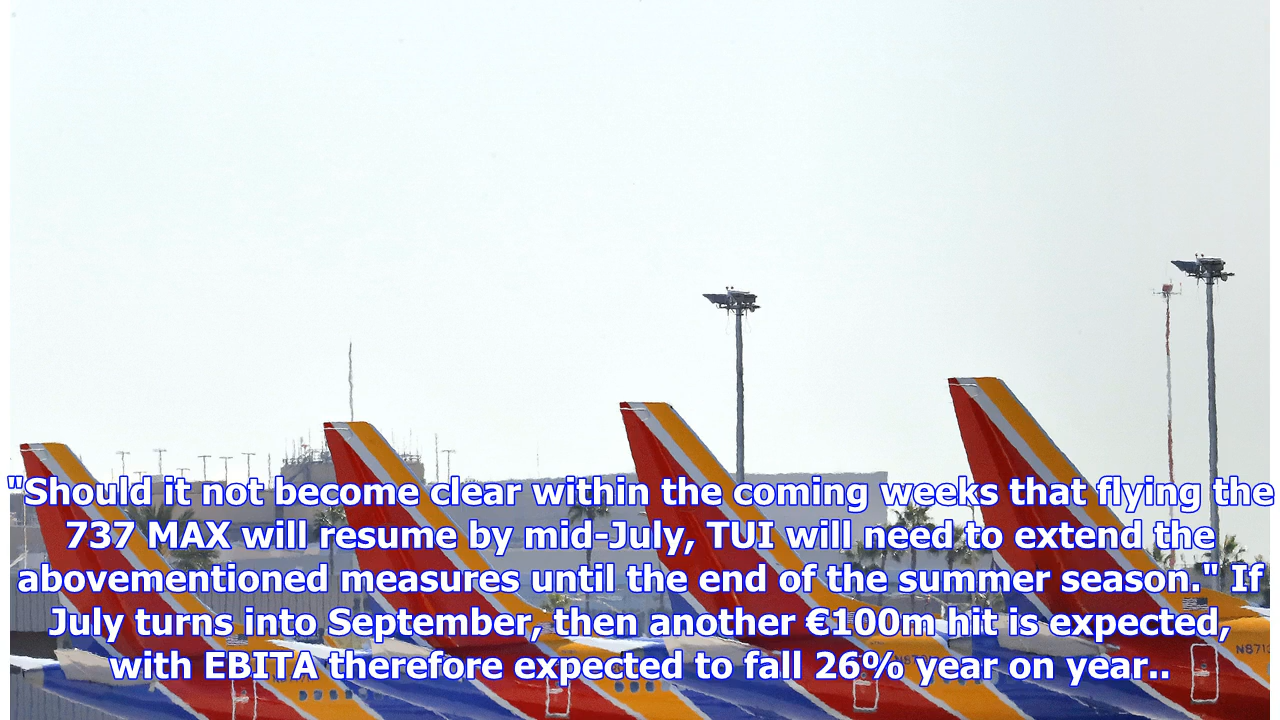 "Should it not become clear within the coming weeks that flying the
737 MAX will resume by mid-July, TUI will need to extend the
abovementioned measures until the end of the summer season." If
July turns into September, then another €100m hit is expected,
with EBITA therefore expected to fall 26% year on year..